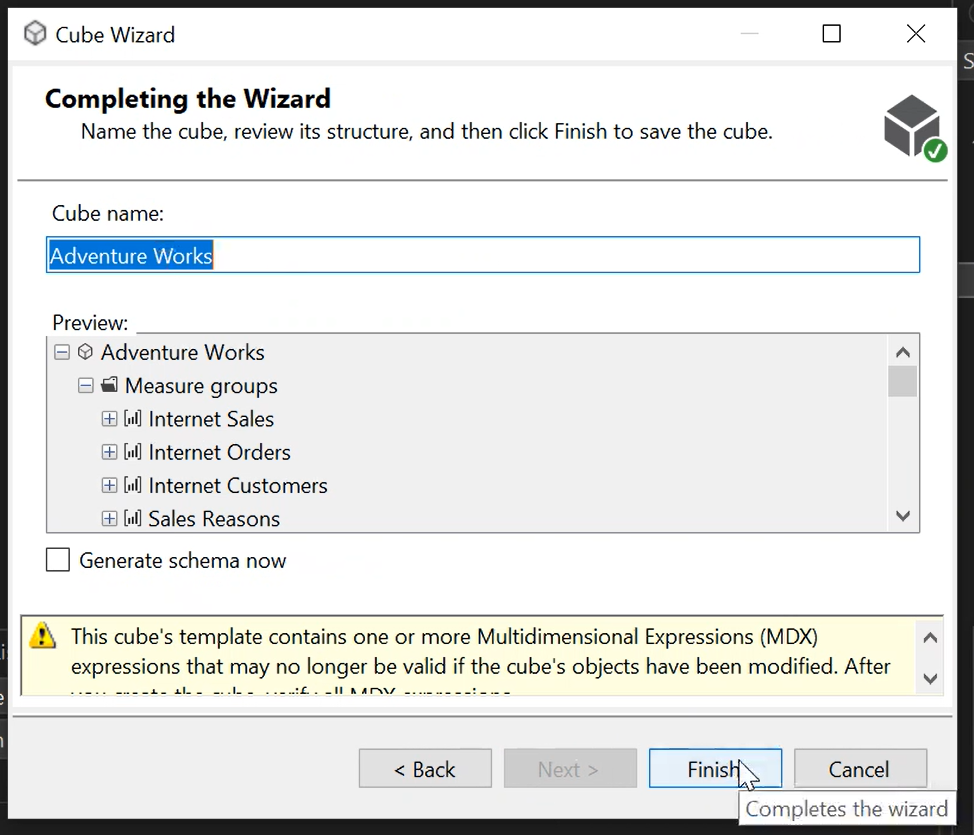 Cube Wizard
Completing the Wizard
Name the cube, review its structure, and then click Finish to save the cube.
Cube name:
Adventure Works
Preview:
Adventure Works
Measure groups
Internet Sales
Internet Orders
Internet Customers
Sales Reasons
Generate schema now
This cube's template contains one or more Multidimensional Expressions (MDX)
expressions that may no longer be valid if the cube's objects have been modified. After
you create the cube, verify all MDX expressions.
< Back
Next >
Finish
Cancel
Completes the wizard